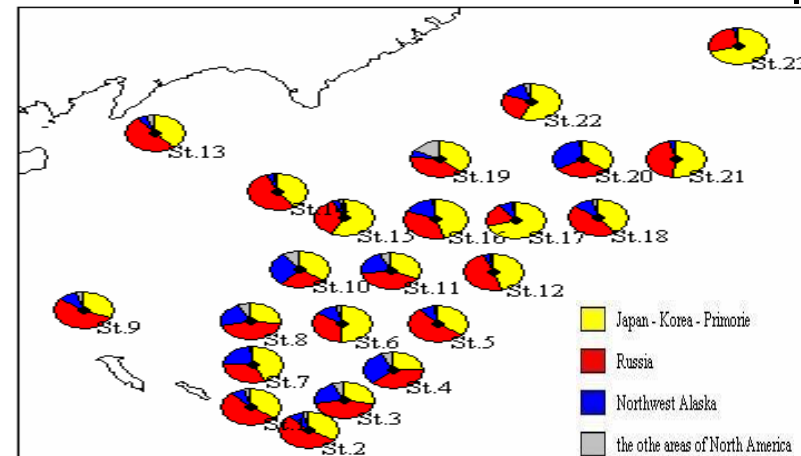 St.23
St.22
St.13
St.19
St.20
St.21
St.15
St.16
St.17
St.18
St.10
St.11
St.12
St.9
St.8
St.6
St.5
St.7
St.4
St.3
St.2
Japan - Korea - Primorie
Russia
Northwest Alaska
the othe areas of North America